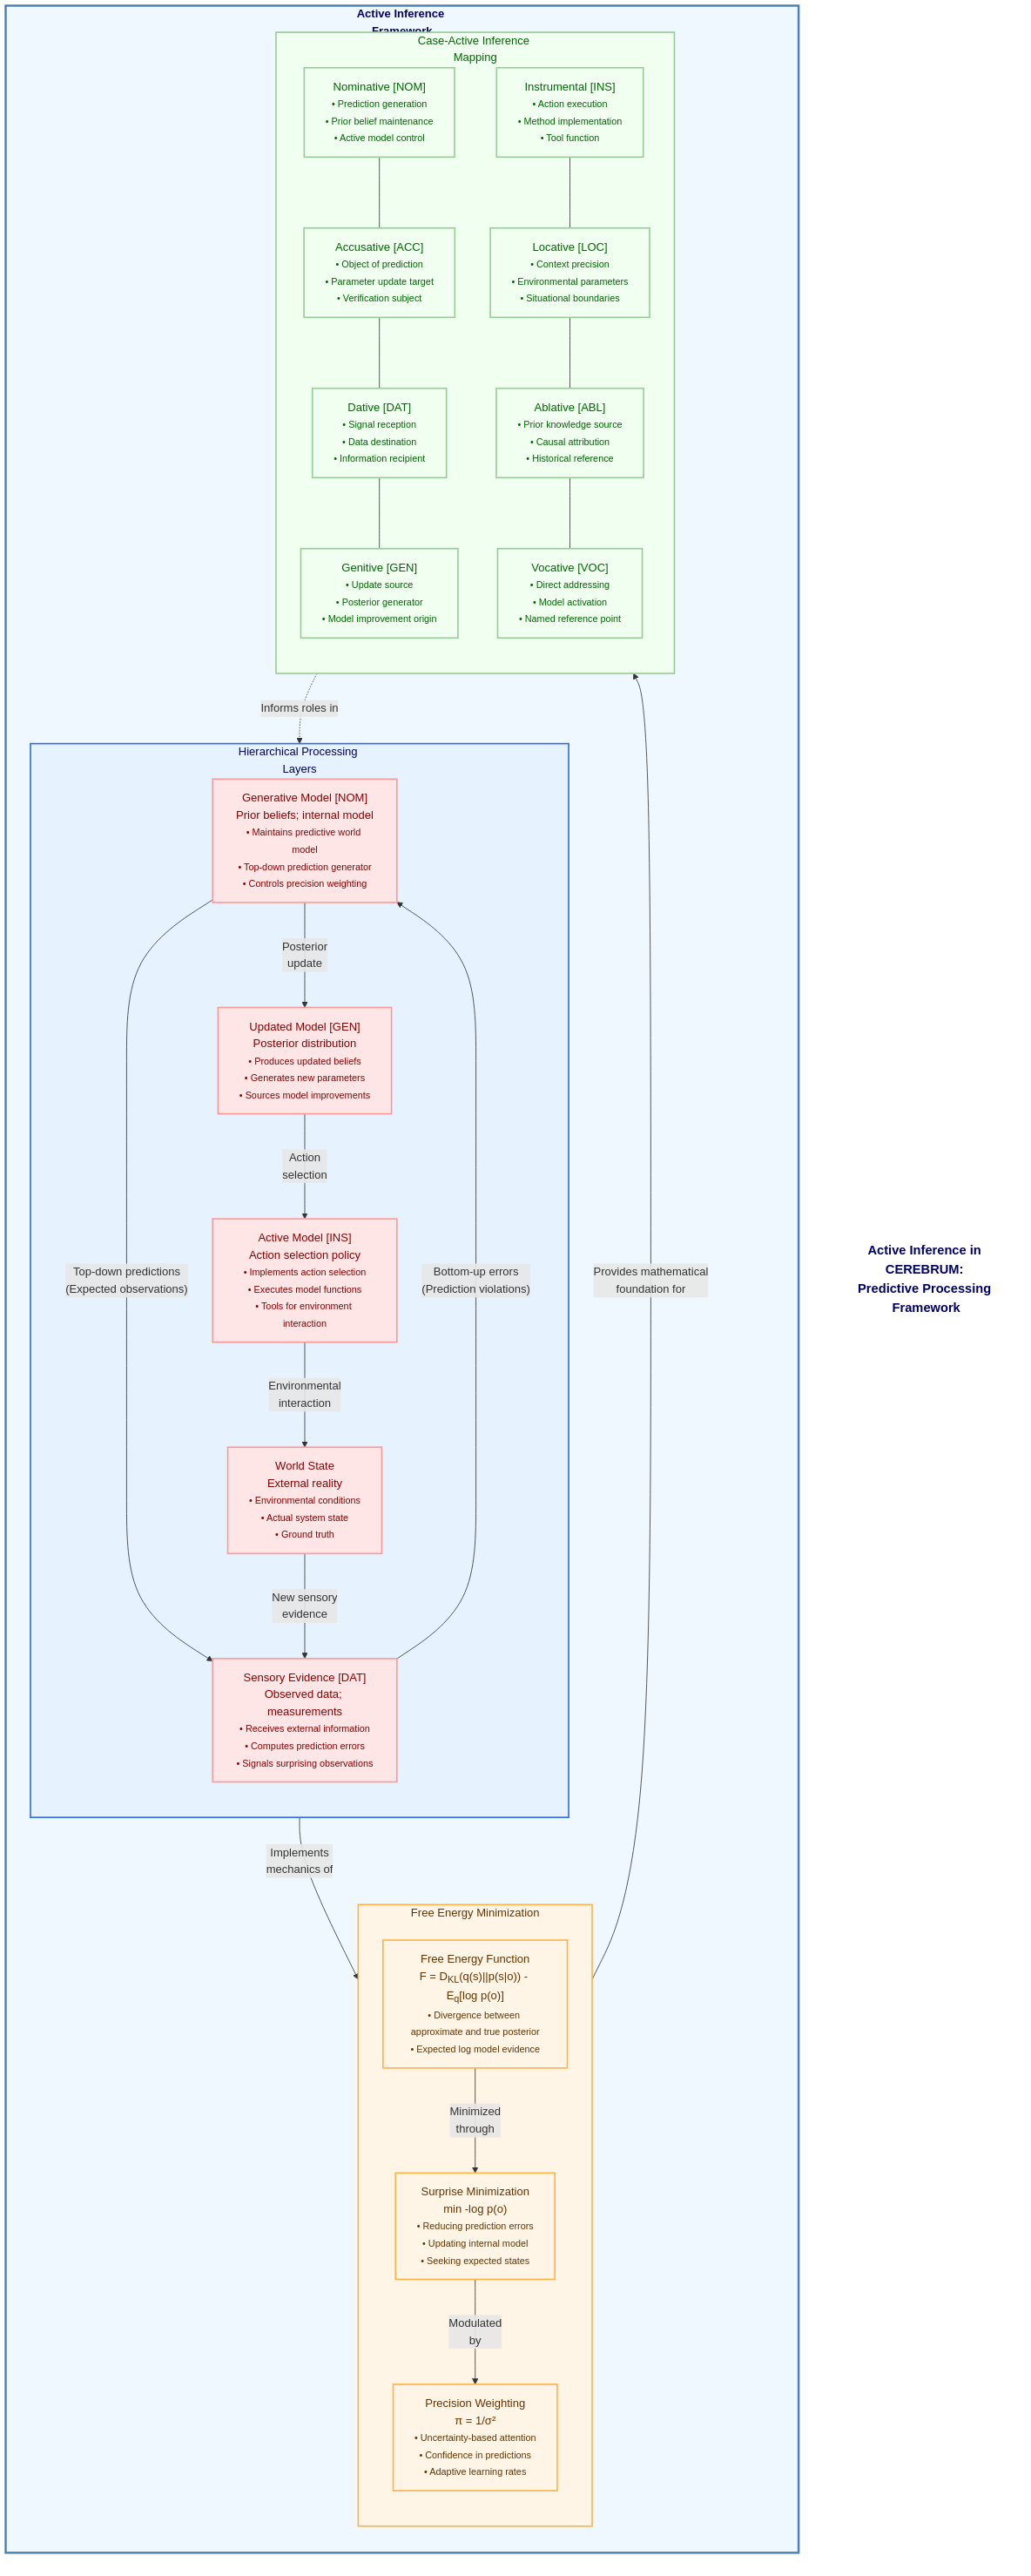 Active Inference
Framework
Case-Active Inference
Mapping
Nominative [NOM]
• Prediction generation
• Prior belief maintenance
• Active model control
Instrumental [INS]
• Action execution
• Method implementation
• Tool function
Accusative [ACC]
• Object of prediction
• Parameter update target
• Verification subject
Locative [LOC]
• Context precision
• Environmental parameters
• Situational boundaries
Dative [DAT]
• Signal reception
• Data destination
• Information recipient
Ablative [ABL]
• Prior knowledge source
• Causal attribution
• Historical reference
Genitive [GEN]
• Update source
• Posterior generator
• Model improvement origin
Vocative [VOC]
• Direct addressing
• Model activation
• Named reference point
Informs roles in
Hierarchical Processing
Layers
Generative Model [NOM]
Prior beliefs; internal model
• Maintains predictive world
model
• Top-down prediction generator
• Controls precision weighting
Posterior
update
Updated Model [GEN]
Posterior distribution
• Produces updated beliefs
• Generates new parameters
• Sources model improvements
Action
selection
Active Model [INS]
Action selection policy
• Implements action selection
• Executes model functions
• Tools for environment
interaction
Top-down predictions
(Expected observations)
Bottom-up errors
(Prediction violations)
Provides mathematical
foundation for
Active Inference in
CEREBRUM:
Predictive Processing
Framework
Environmental
interaction
World State
External reality
• Environmental conditions
• Actual system state
• Ground truth
New sensory
evidence
Sensory Evidence [DAT]
Observed data;
measurements
• Receives external information
• Computes prediction errors
• Signals surprising observations
Implements
mechanics of
Free Energy Minimization
Free Energy Function
F = D_KL(q(s)||p(s|o)) -
E_q[log p(o)]
• Divergence between
approximate and true posterior
• Expected log model evidence
Minimized
through
Surprise Minimization
min -log p(o)
• Reducing prediction errors
• Updating internal model
• Seeking expected states
Modulated
by
Precision Weighting
π = 1/σ²
• Uncertainty-based attention
• Confidence in predictions
• Adaptive learning rates